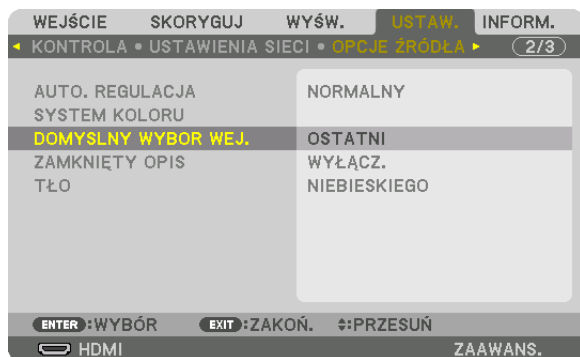 WEJŚCIE SKORYGUJ WYŚW. USTAW. INFORM.
◂ KONTROLA • USTAWIENIA SIECI • OPCJE ŹRÓDŁA ▸ 2/3
AUTO. REGULACJA NORMALNY
SYSTEM KOLORU
DOMYSLNY WYBOR WEJ. OSTATNI
ZAMKNIĘTY OPIS WYŁĄCZ.
TŁO NIEBIESKIEGO
ENTER :WYBÓR EXIT :ZAKOŃ. ♦:PRZESUŃ
HDMI ZAAWANS.